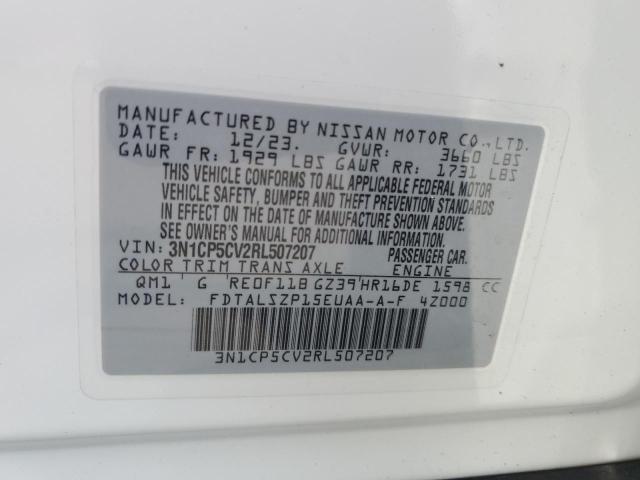 MANUFACTURED BY NISSAN MOTOR CO., LTD.
DATE: 12/23. GVWR: 3660 LBS
GAWR FR: 1929 LBS GAWR RR: 1731 LBS
THIS VEHICLE CONFORMS TO ALL APPLICABLE FEDERAL MOTOR
VEHICLE SAFETY, BUMPER AND THEFT PREVENTION STANDARDS
IN EFFECT ON THE DATE OF MANUFACTURE SHOWN ABOVE.
SEE OWNER'S MANUAL FOR ADDITIONAL INFORMATION.
VIN: 3N1CP5CV2RL507207 PASSENGER CAR.
COLOR TRIM TRANS AXLE ENGINE
QM1 G RE0F11B GZ39 HR16DE 1598 CC
MODEL: FDTALSZP15EUAA-A-F 4Z000
3N1CP5CV2RL507207